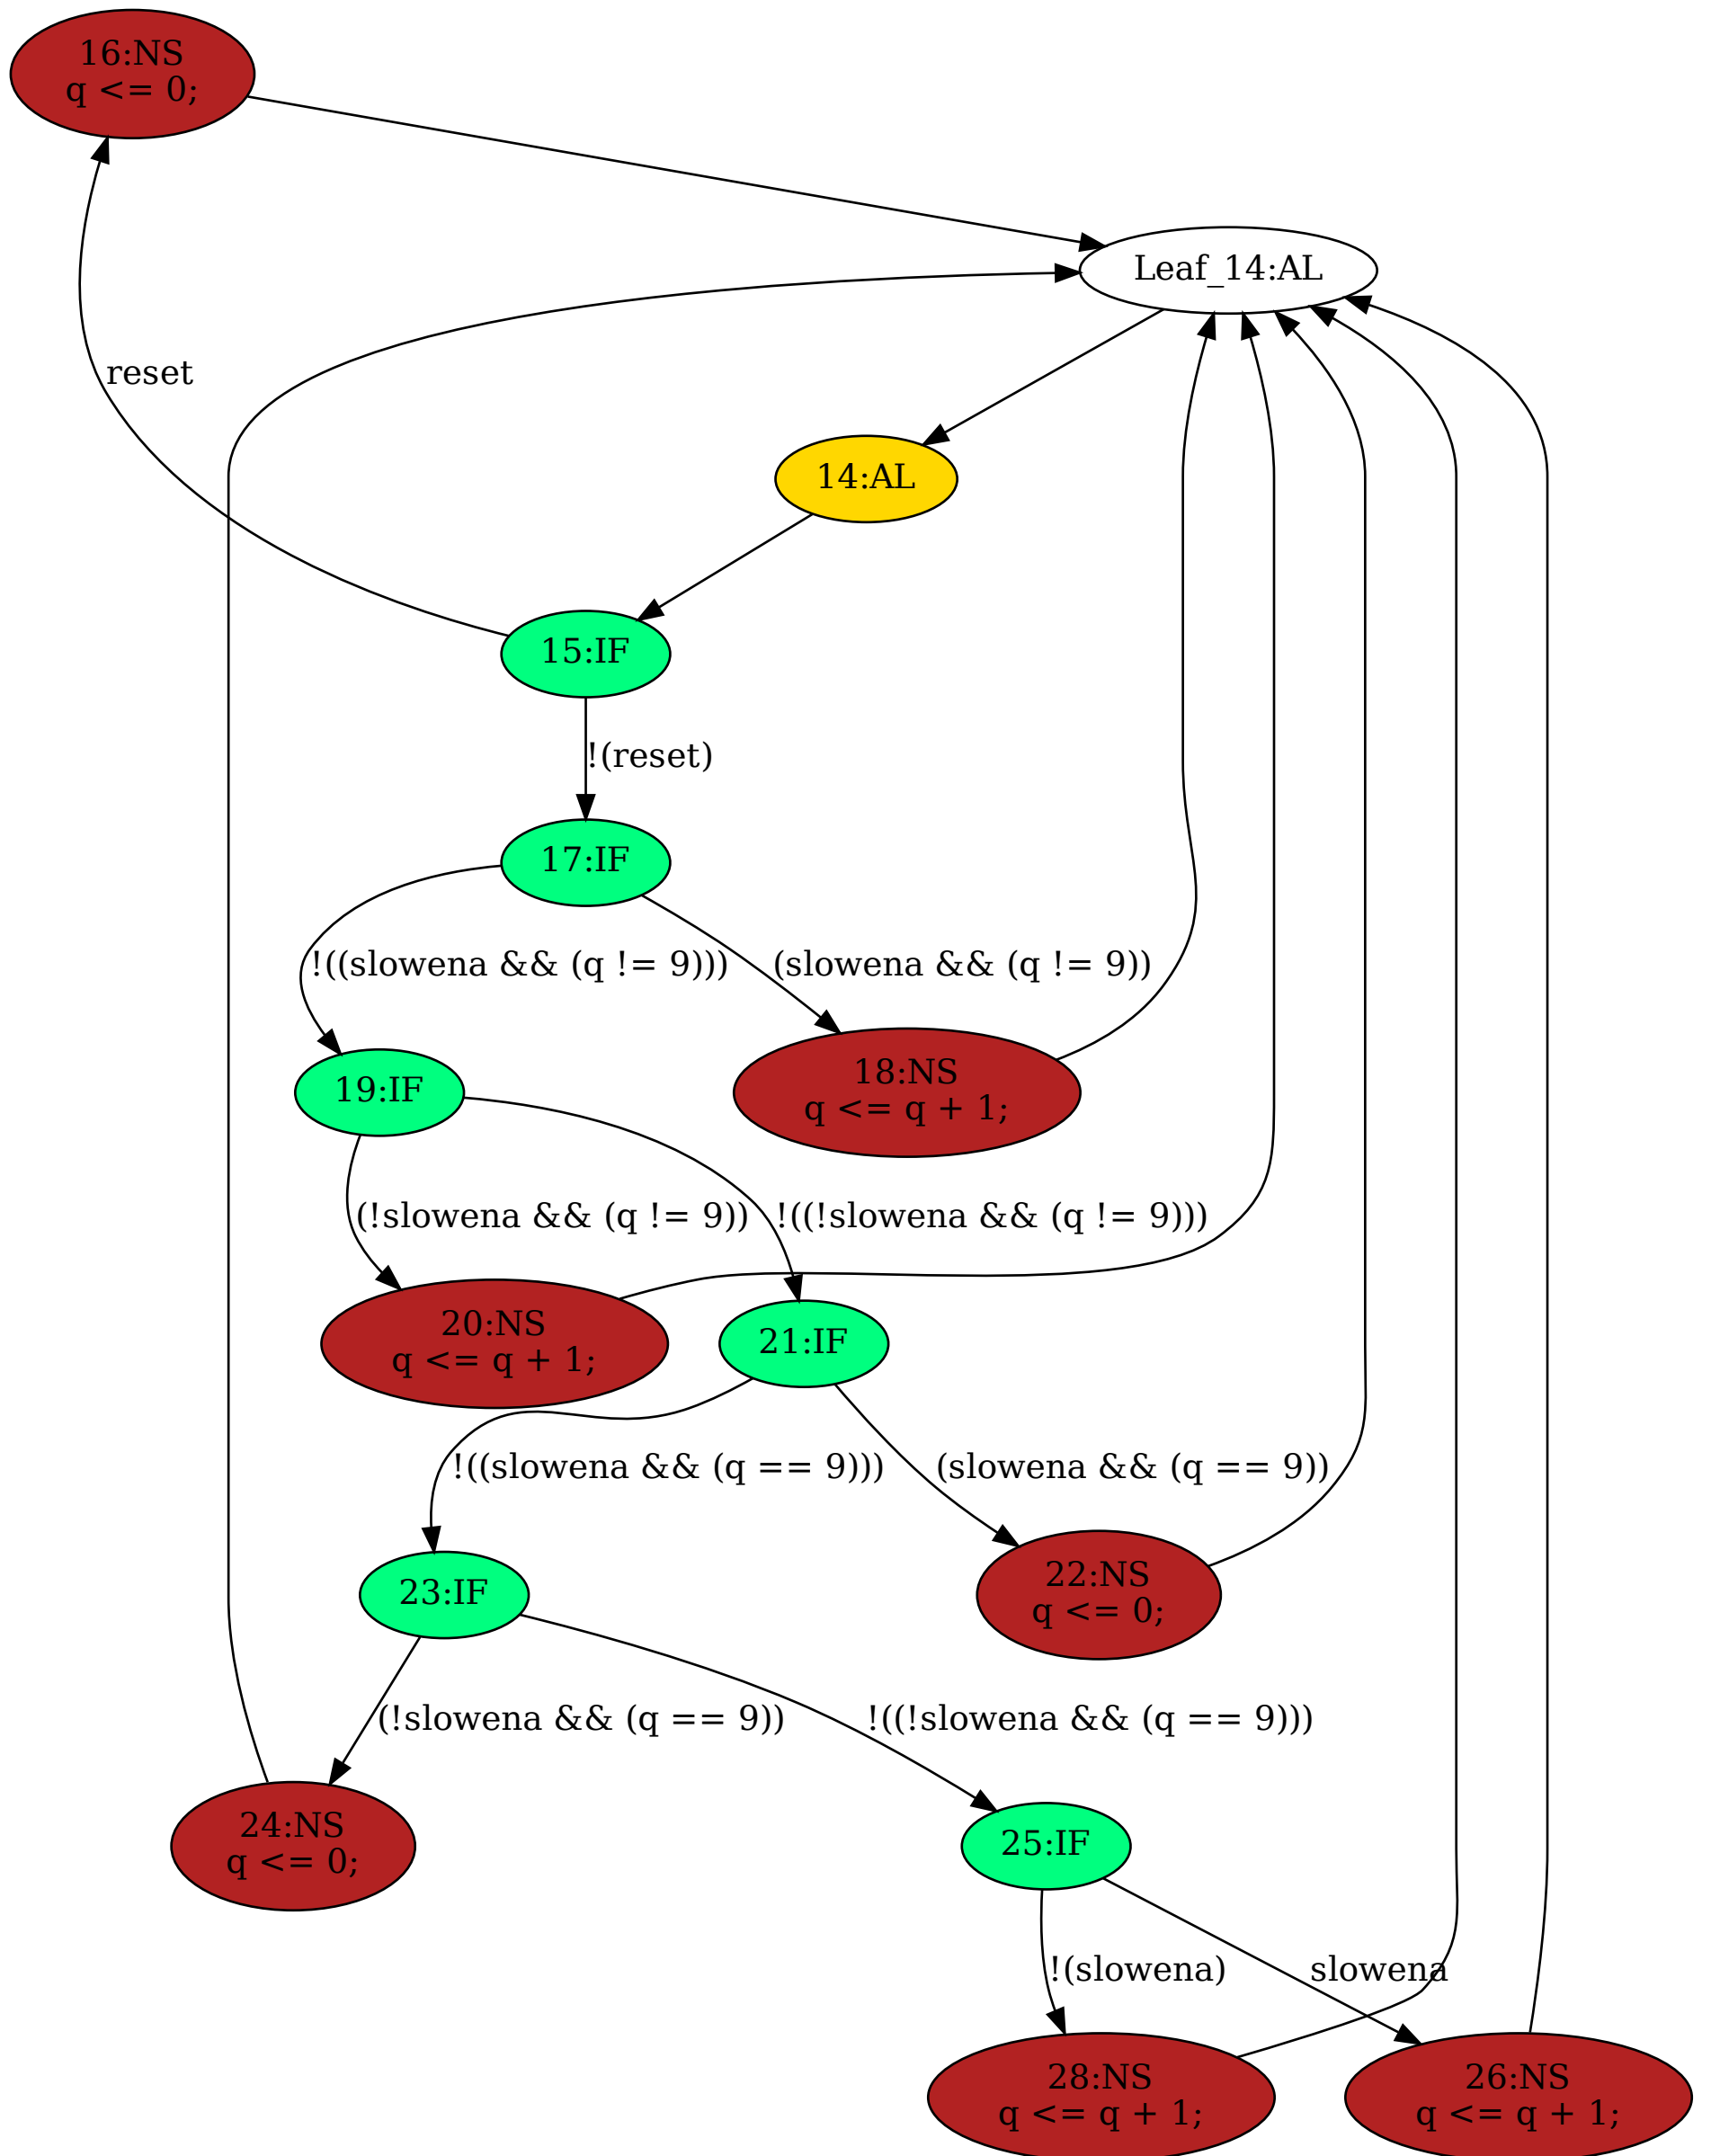 16:NS
q <= 0;
Leaf_14:AL
reset
14:AL
15:IF
!(reset)
17:IF
!((slowena && (q != 9)))
(slowena && (q != 9))
19:IF
18:NS
q <= q + 1;
(!slowena && (q != 9))
!((!slowena && (q != 9)))
20:NS
q <= q + 1;
21:IF
!((slowena && (q == 9)))
(slowena && (q == 9))
23:IF
22:NS
q <= 0;
(!slowena && (q == 9))
!((!slowena && (q == 9)))
24:NS
q <= 0;
25:IF
!(slowena)
slowena
28:NS
q <= q + 1;
26:NS
q <= q + 1;